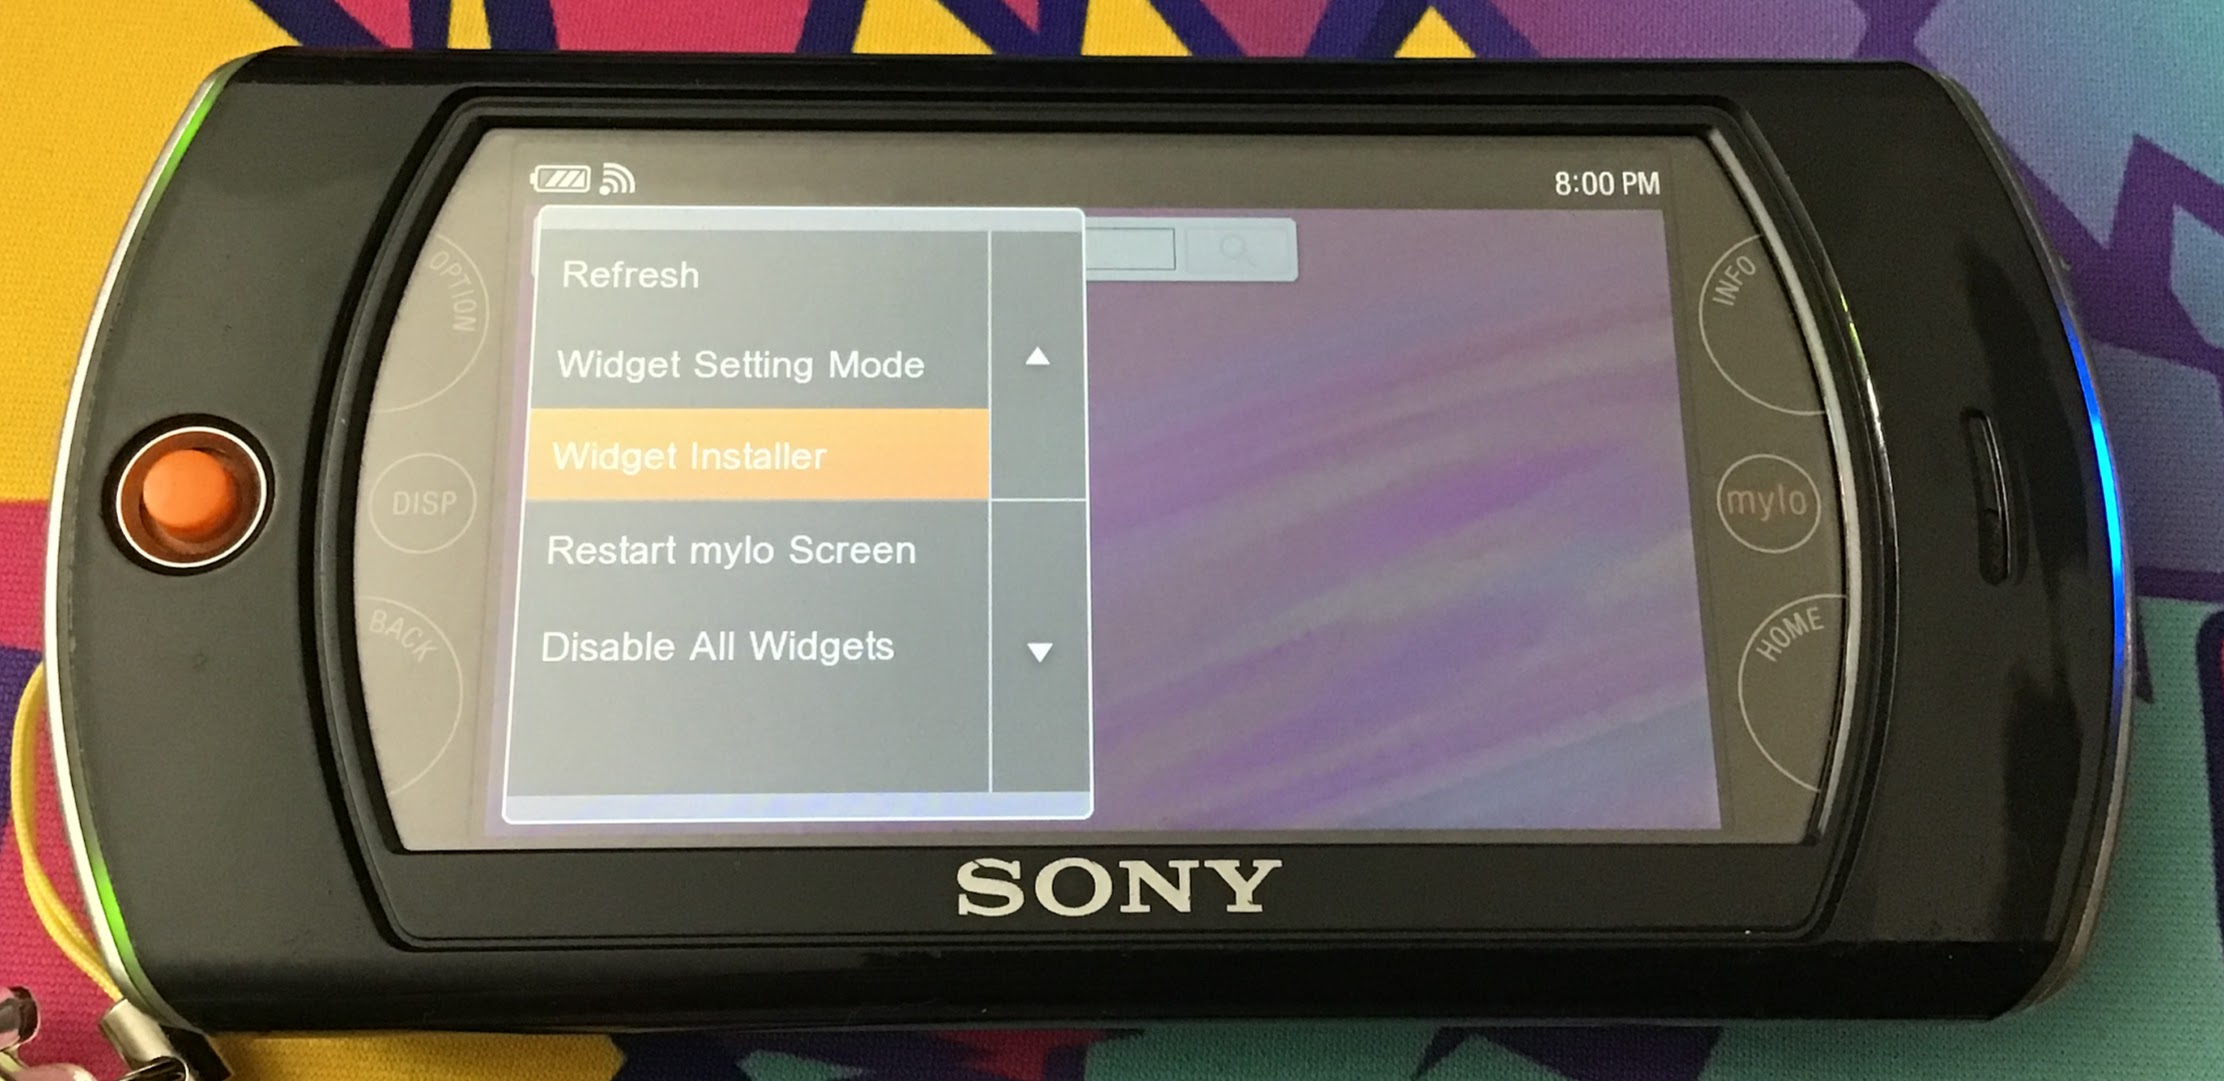 8:00 PM
OPTION
DISP
BACK
Refresh
Widget Setting Mode
Widget Installer
Restart mylo Screen
Disable All Widgets
INFO
mylo
HOME
SONY